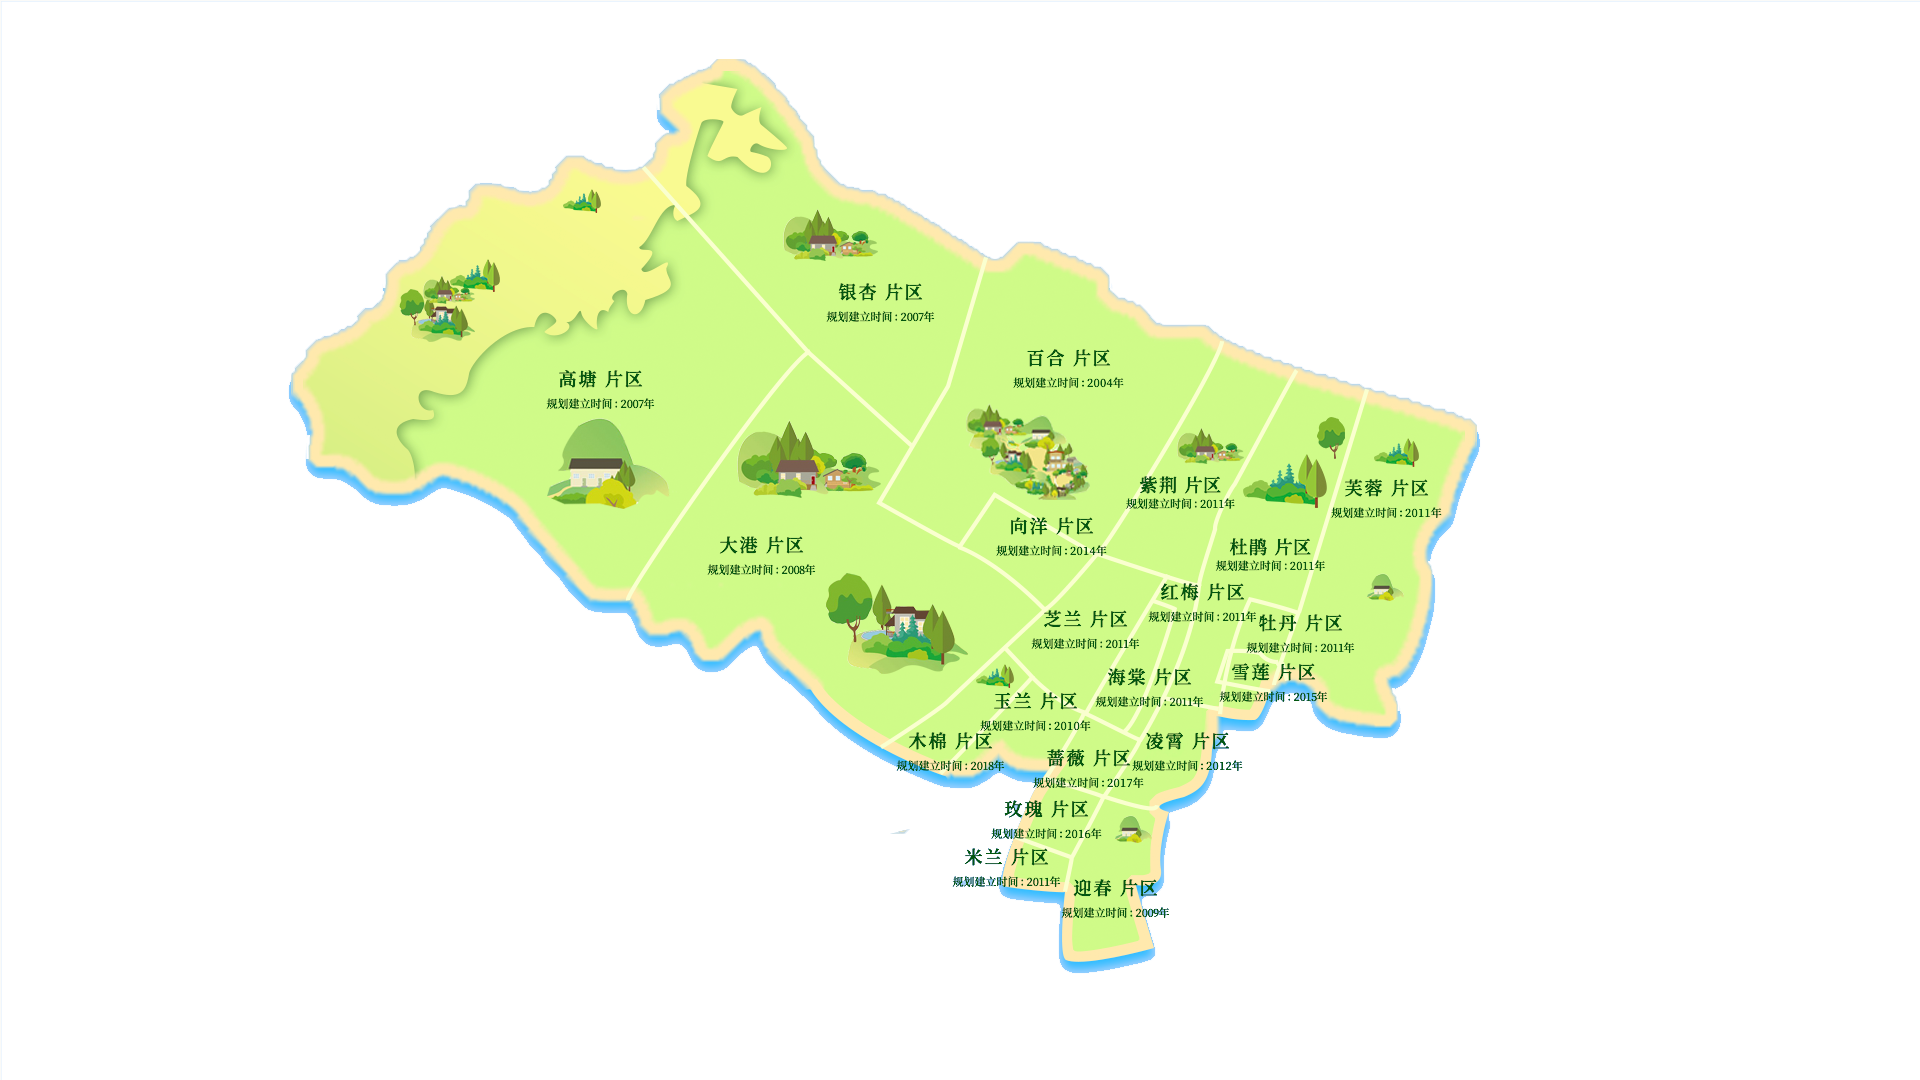 银杏 片区
规划建立时间 : 2007年
百合 片区
规划建立时间 : 2004年
高塘 片区
规划建立时间 : 2007年
紫荆 片区
规划建立时间 : 2011年
芙蓉 片区
规划建立时间 : 2011年
向洋 片区
规划建立时间 : 2014年
大港 片区
规划建立时间 : 2008年
杜鹃 片区
规划建立时间 : 2011年
红梅 片区
规划建立时间 : 2011年
芝兰 片区
规划建立时间 : 2011年
牡丹 片区
规划建立时间 : 2011年
海棠 片区
规划建立时间 : 2011年
雪莲 片区
规划建立时间 : 2015年
玉兰 片区
规划建立时间 : 2010年
木棉 片区
规划建立时间 : 2018年
蔷薇 片区
规划建立时间 : 2017年
凌霄 片区
规划建立时间 : 2012年
玫瑰 片区
规划建立时间 : 2016年
米兰 片区
规划建立时间 : 2011年
迎春 片区
规划建立时间 : 2009年